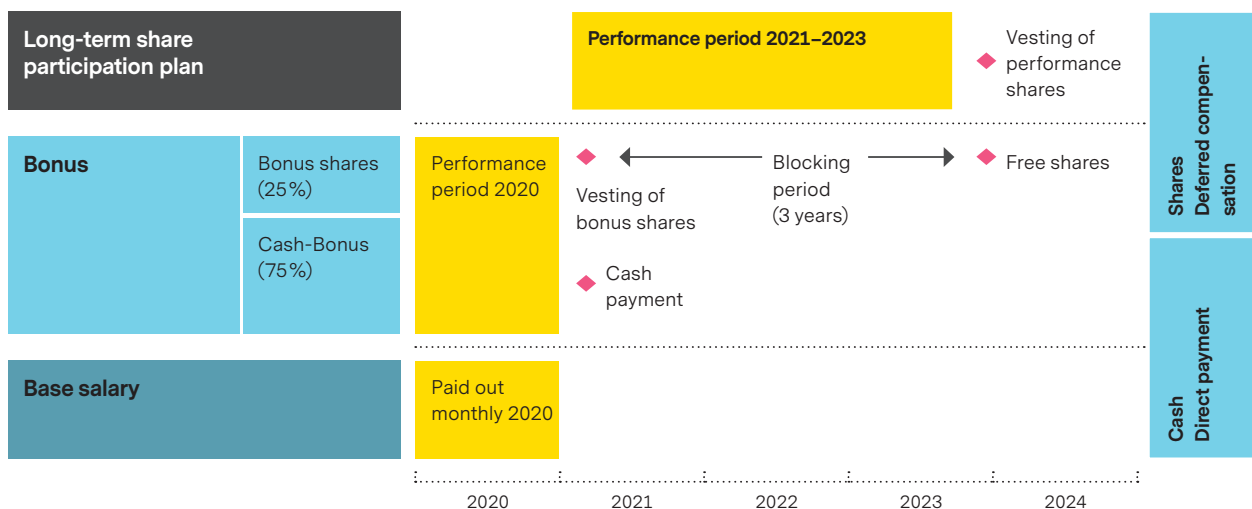 Long-term share
participation plan
Performance period 2021–2023
Vesting of
performance
shares
Bonus
Bonus shares
(25%)
Cash-Bonus
(75%)
Performance
period 2020
Vesting of
bonus shares
Blocking
period
(3 years)
Free shares
Cash
payment
Shares
Deferred compen-
sation
Base salary
Paid out
monthly 2020
Cash
Direct payment
2020
2021
2022
2023
2024